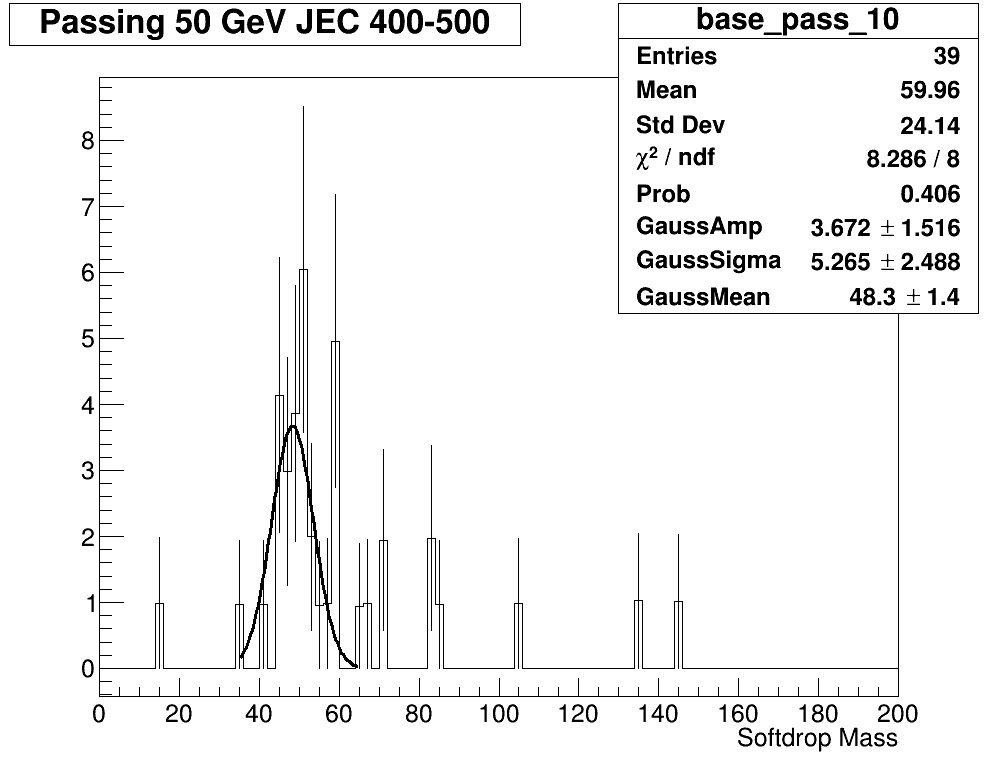 Passing 50 GeV JEC 400-500
base_pass_10
Entries 39
Mean 59.96
Std Dev 24.14
χ² / ndf 8.286 / 8
Prob 0.406
GaussAmp 3.672 ± 1.516
GaussSigma 5.265 ± 2.488
GaussMean 48.3 ± 1.4
8
7
6
5
4
3
2
1
0
0 20 40 60 80 100 120 140 160 180 200
Softdrop Mass